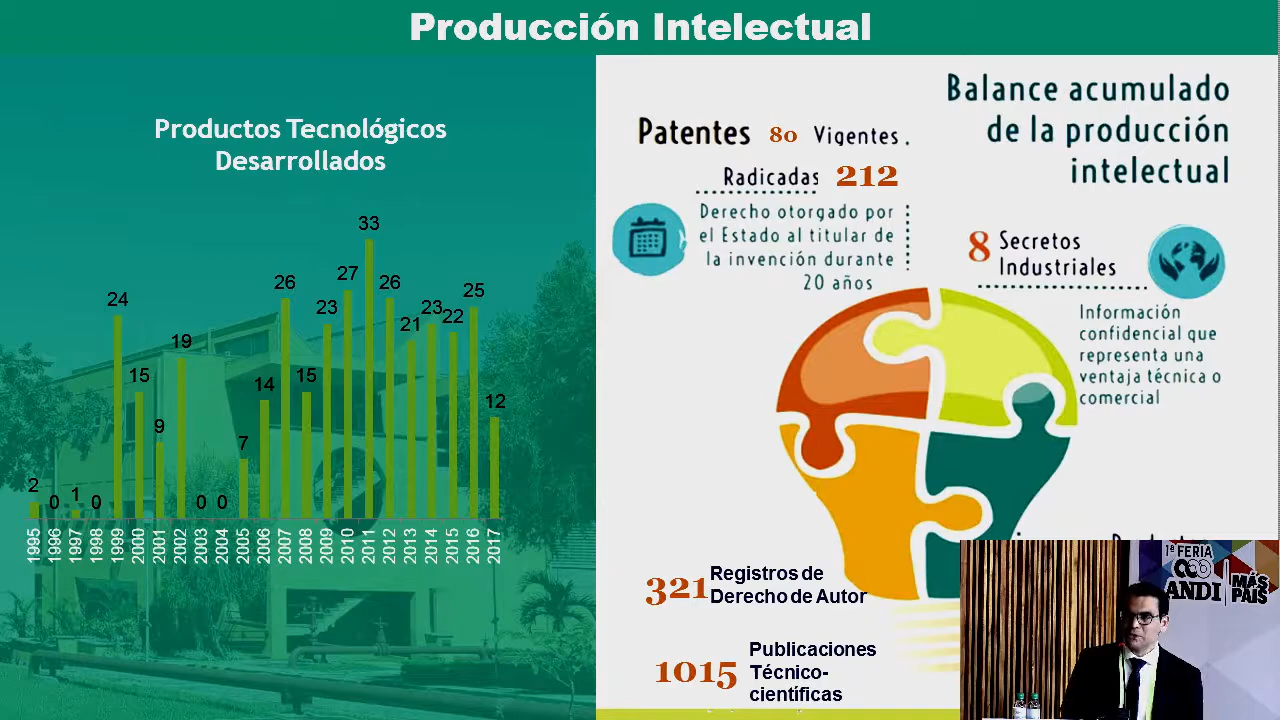 Producción Intelectual
Productos Tecnológicos
Desarrollados
2
0
1
0
24
15
9
19
0
0
7
14
26
15
23
27
33
26
21
23
22
25
12
1995
1996
1997
1998
1999
2000
2001
2002
2003
2004
2005
2006
2007
2008
2009
2010
2011
2012
2013
2014
2015
2016
2017
Balance acumulado
de la producción
intelectual
Patentes 80 Vigentes.
Radicadas 212
Derecho otorgado por
el Estado al titular de
la invención durante
20 años
8 Secretos
Industriales
Información
confidencial que
representa una
ventaja técnica o
comercial
321 Registros de
Derecho de Autor
1015 Publicaciones
Técnico-
científicas
1ª FERIA
ANDI
MÁS
PAÍS